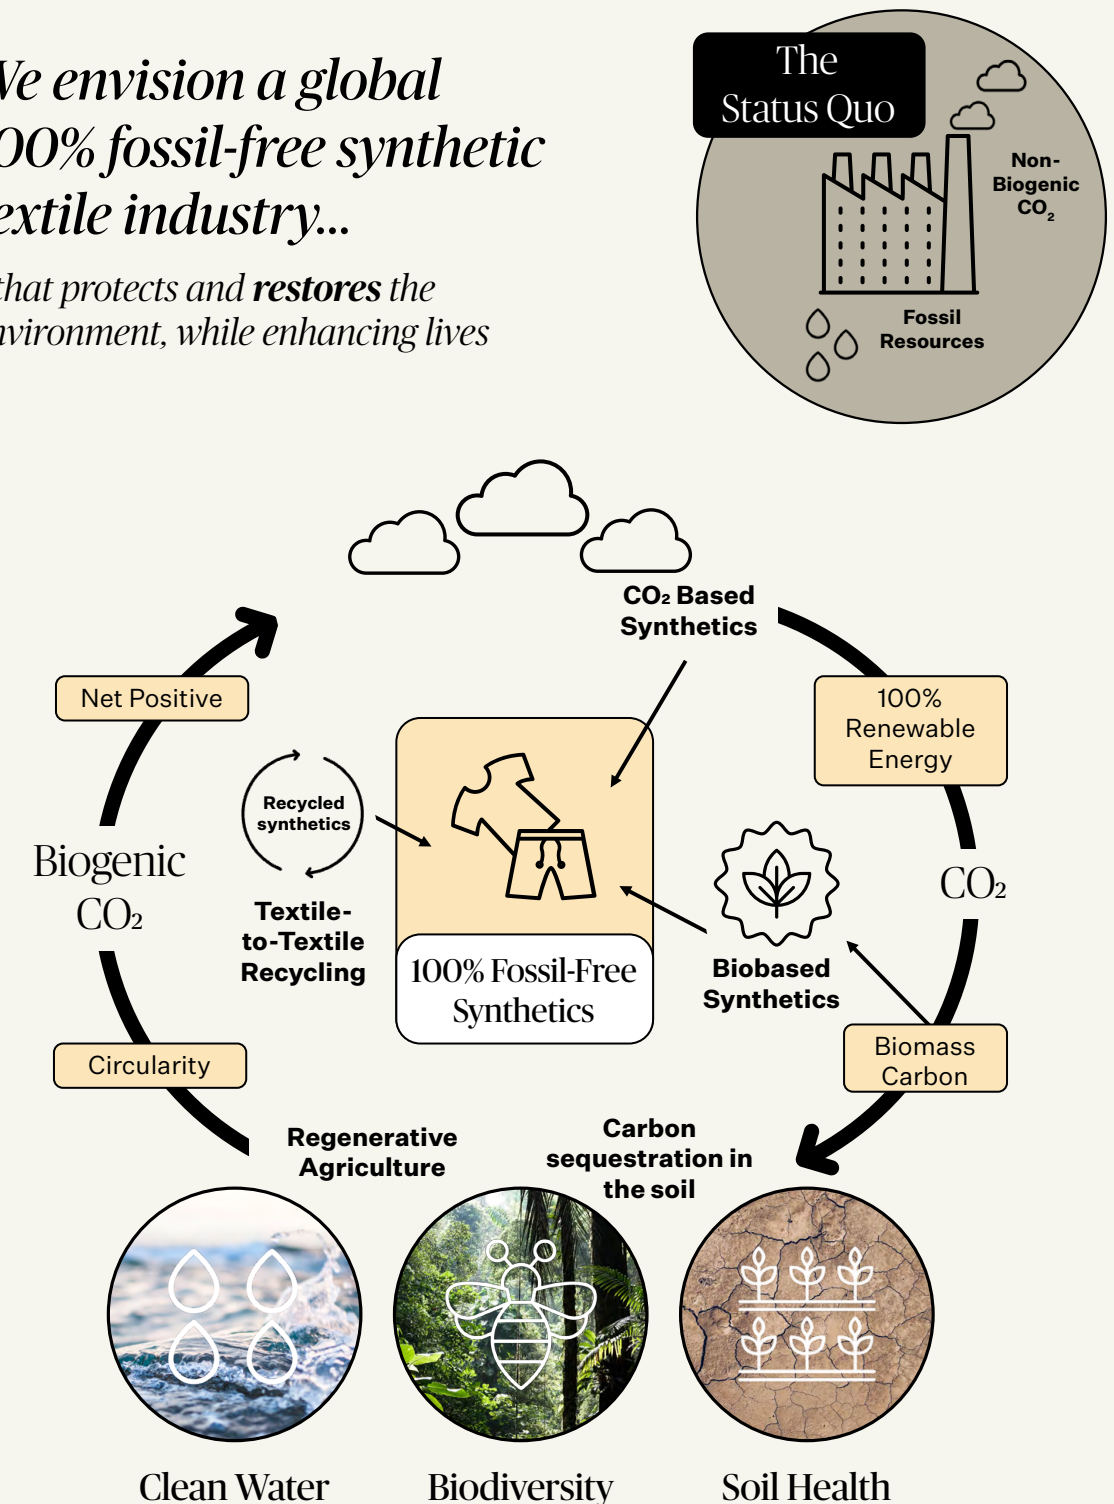 We envision a global
00% fossil-free synthetic
extile industry...
that protects and restores the
nvironment, while enhancing lives
The
Status Quo
Non-
Biogenic
CO₂
Fossil
Resources
CO₂ Based
Synthetics
Net Positive
100%
Renewable
Energy
Recycled
synthetics
Biogenic
CO₂
CO₂
Textile-
to-Textile
Recycling
100% Fossil-Free
Synthetics
Biobased
Synthetics
Circularity
Biomass
Carbon
Regenerative
Agriculture
Carbon
sequestration in
the soil
Clean Water
Biodiversity
Soil Health